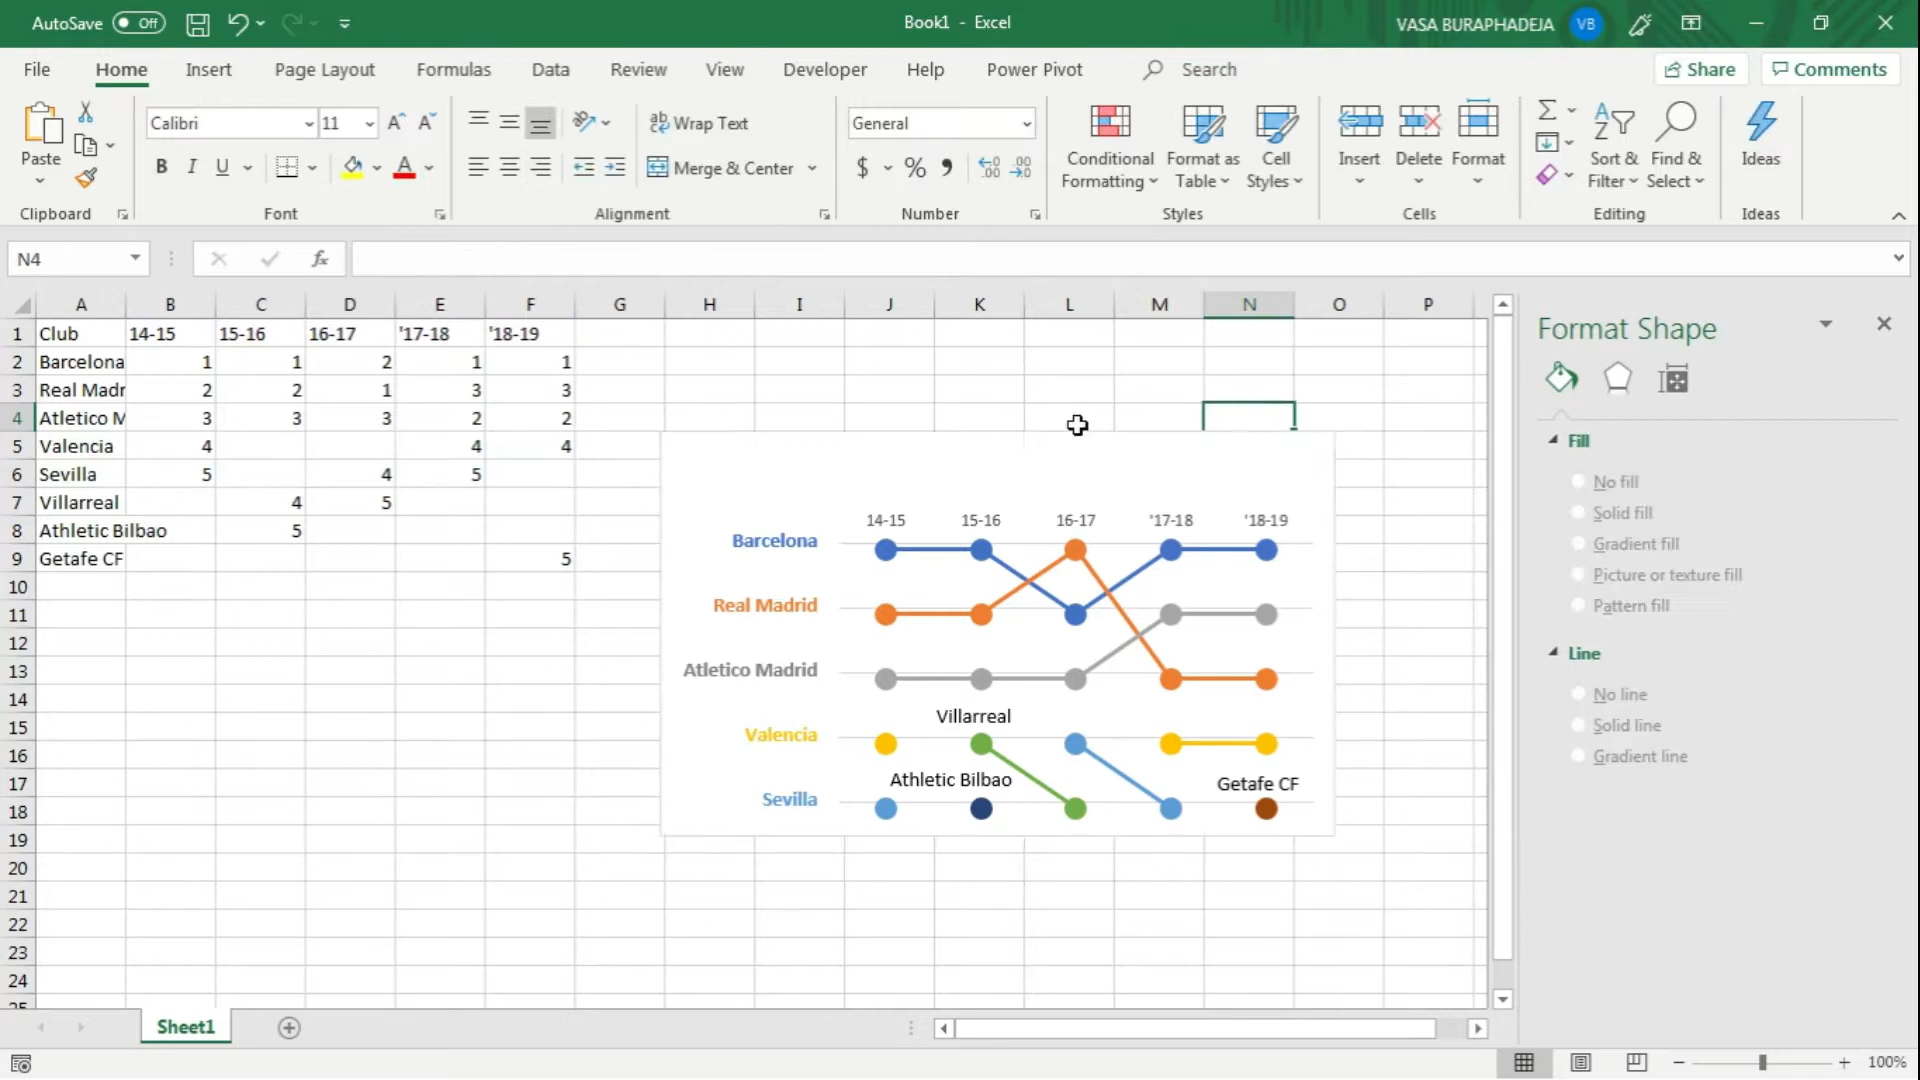 AutoSave Off
Book1 - Excel
VASA BURAPHADEJA VB
File Home Insert Page Layout Formulas Data Review View Developer Help Power Pivot Search Share Comments
Calibri 11 A A ab Wrap Text General
Paste B I U A Merge & Center $ % , Conditional Formatting Format as Table Cell Styles Insert Delete Format Sort & Filter Find & Select Ideas
Clipboard Font Alignment Number Styles Cells Editing Ideas
N4 fx
A B C D E F G H I J K L M N O P
1 Club 14-15 15-16 16-17 '17-18 '18-19
2 Barcelona 1 1 2 1 1
3 Real Madr 2 2 1 3 3
4 Atletico M 3 3 3 2 2
5 Valencia 4 4 4
6 Sevilla 5 4 5
7 Villarreal 4 5
8 Athletic Bilbao 5
9 Getafe CF 5
10
11
12
13
14
15
16
17
18
19
20
21
22
23
24
25
14-15 15-16 16-17 '17-18 '18-19
Barcelona
Real Madrid
Atletico Madrid
Villarreal
Valencia
Athletic Bilbao Getafe CF
Sevilla
Format Shape
Fill
No fill
Solid fill
Gradient fill
Picture or texture fill
Pattern fill
Line
No line
Solid line
Gradient line
Sheet1
100%